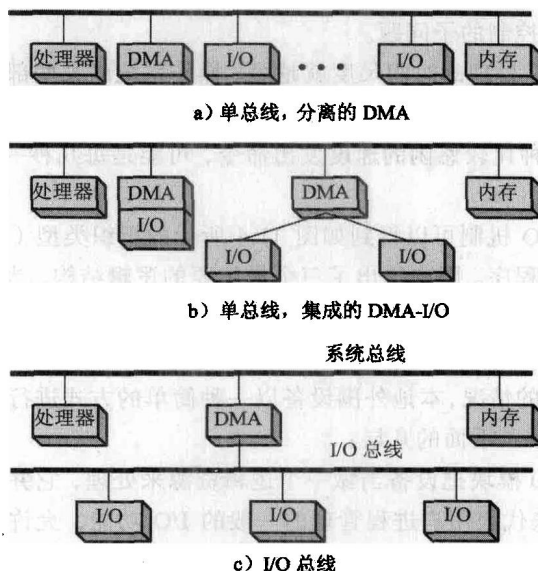 处理器 DMA I/O ••• I/O 内存
a）单总线，分离的 DMA
处理器 DMA DMA 内存
I/O
I/O I/O
b）单总线，集成的 DMA-I/O
系统总线
处理器 DMA 内存
I/O 总线
I/O I/O I/O
c）I/O 总线